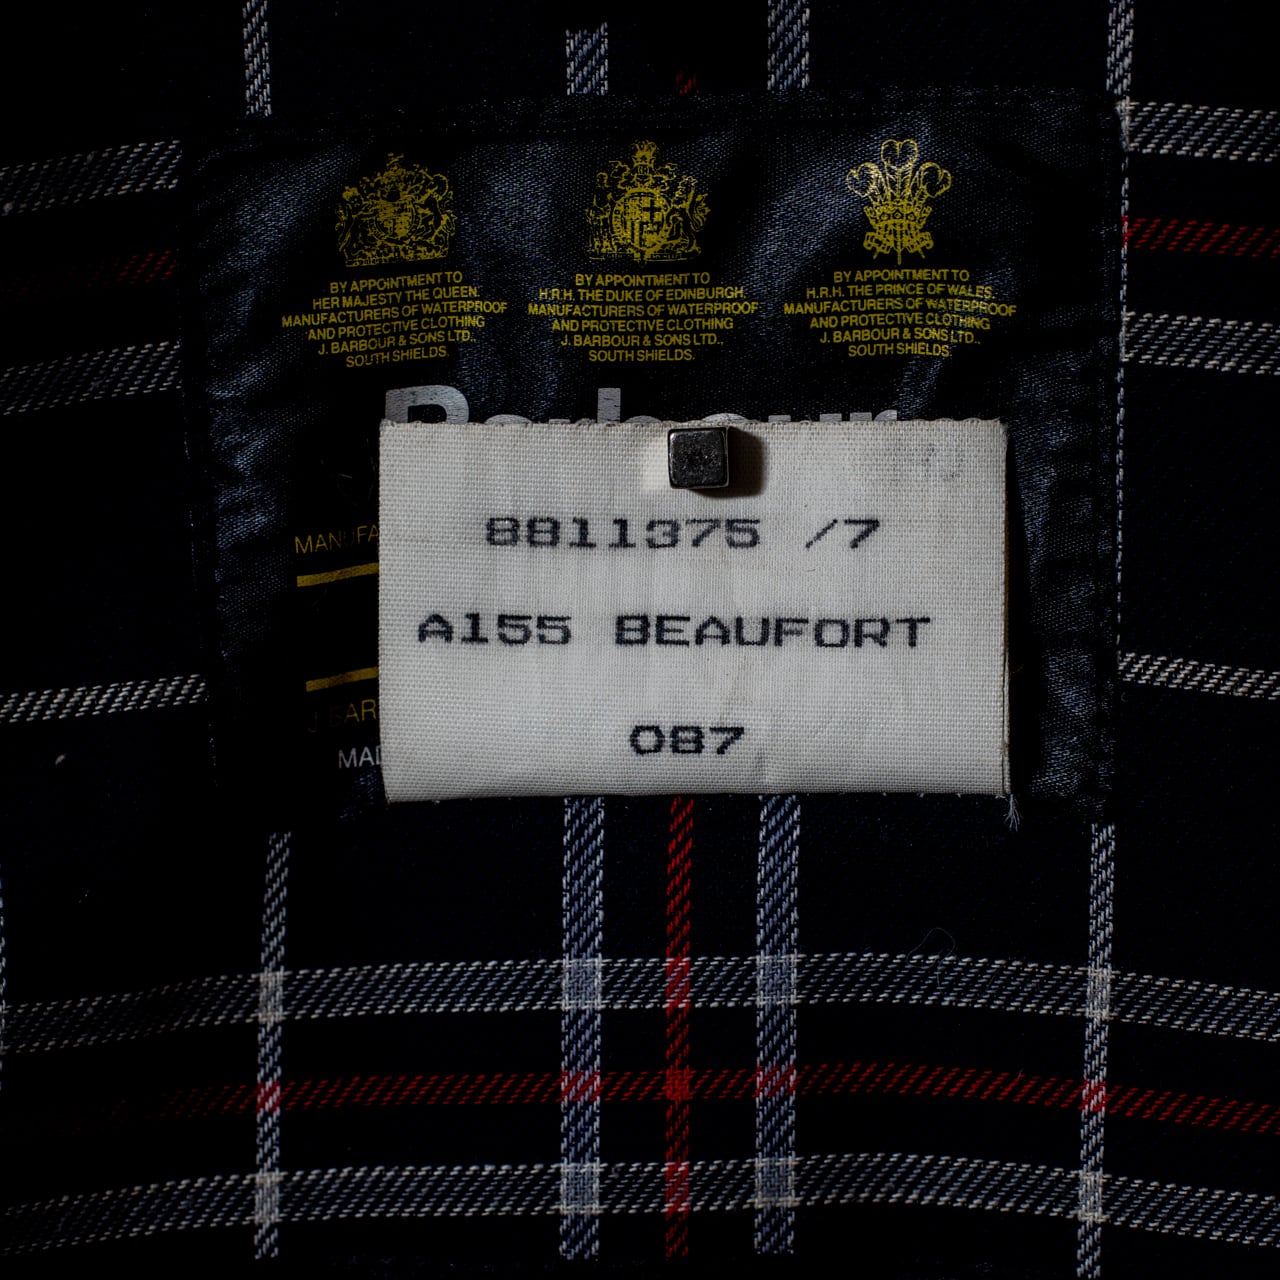 BY APPOINTMENT TO
HER MAJESTY THE QUEEN.
MANUFACTURERS OF WATERPROOF
AND PROTECTIVE CLOTHING
J. BARBOUR & SONS LTD.,
SOUTH SHIELDS.
BY APPOINTMENT TO
H.R.H. THE DUKE OF EDINBURGH.
MANUFACTURERS OF WATERPROOF
AND PROTECTIVE CLOTHING
J. BARBOUR & SONS LTD.,
SOUTH SHIELDS.
BY APPOINTMENT TO
H.R.H. THE PRINCE OF WALES.
MANUFACTURERS OF WATERPROOF
AND PROTECTIVE CLOTHING
J. BARBOUR & SONS LTD.,
SOUTH SHIELDS.
Barbour
8811375 /7
A155 BEAUFORT
087